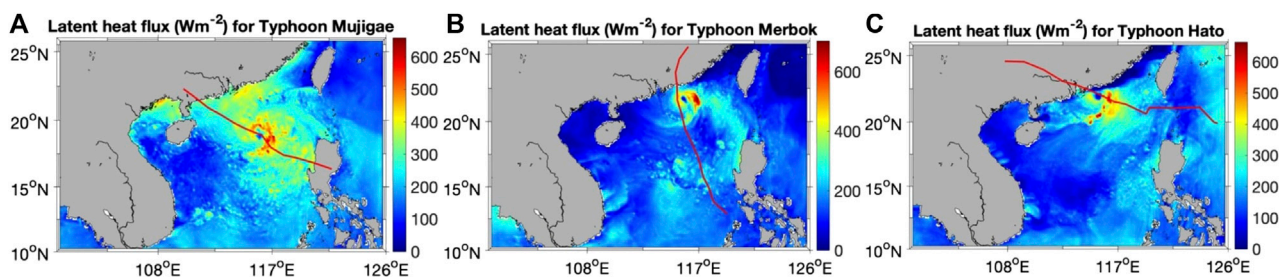 A
Latent heat flux (Wm-2) for Typhoon Mujigae
25°N
20°N
15°N
10°N
108°E
117°E
126°E
600
500
400
300
200
100
0
B
Latent heat flux (Wm-2) for Typhoon Merbok
25°N
20°N
15°N
10°N
108°E
117°E
126°E
600
400
200
0
C
Latent heat flux (Wm-2) for Typhoon Hato
25°N
20°N
15°N
10°N
108°E
117°E
126°E
600
500
400
300
200
100
0